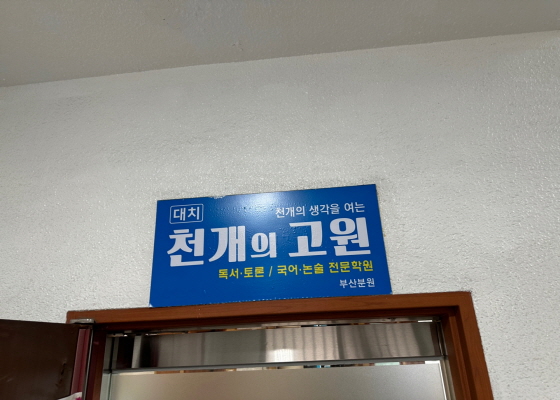 대치
천개의 생각을 여는
천개의 고원
독서·토론 / 국어·논술 전문학원
부산분원